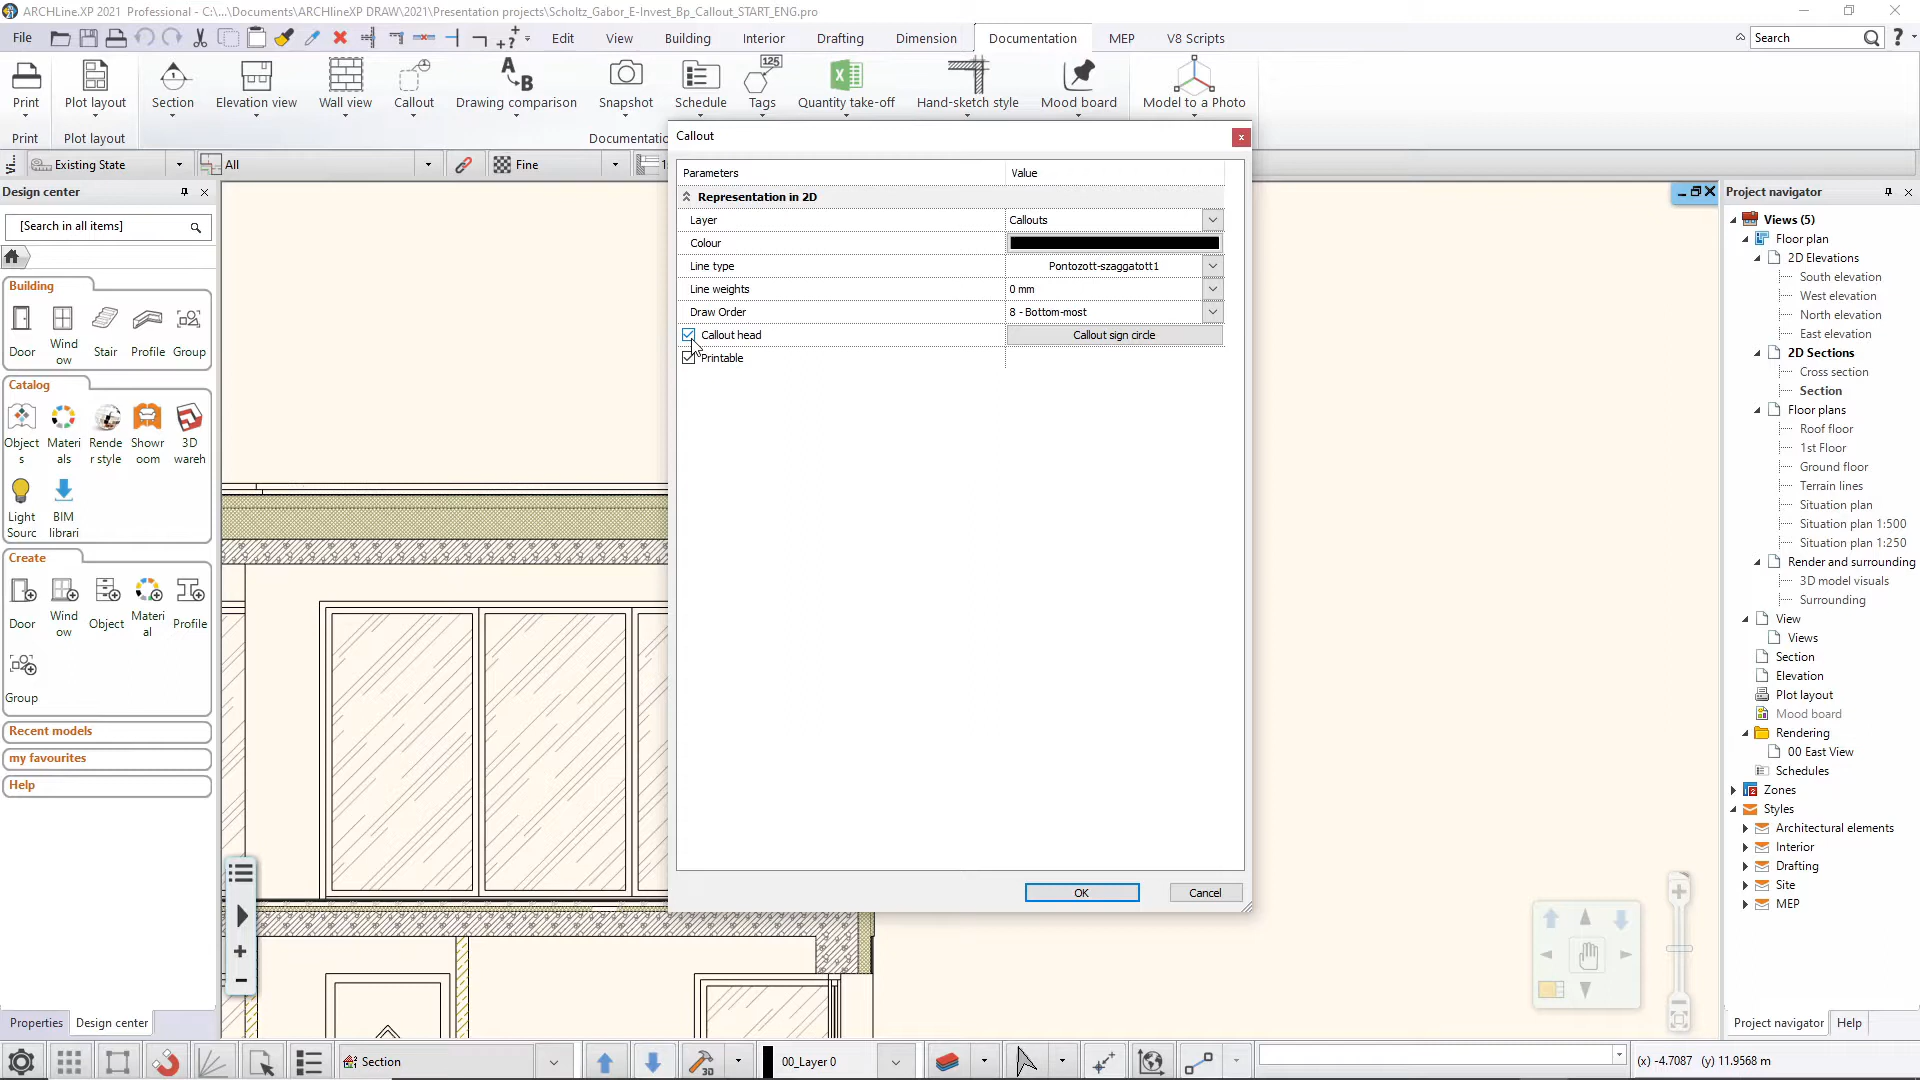 ARCHLine.XP 2021 Professional - C:\...\Documents\ARCHlineXP DRAW\2021\Presentation projects\Scholtz_Gabor_E-Invest_Bp_Callout_START_ENG.pro
File
Edit
View
Building
Interior
Drafting
Dimension
Documentation
MEP
V8 Scripts
Search
Print
Plot layout
Section
Elevation view
Wall view
Callout
Drawing comparison
Snapshot
Schedule
Tags
Quantity take-off
Hand-sketch style
Mood board
Model to a Photo
Print
Plot layout
Existing State
All
Fine
Design center
[Search in all items]
Building
Door
Wind
ow
Stair
Profile
Group
Catalog
Object
s
Materi
als
Rende
r style
Showr
oom
3D
wareh
Light
Sourc
BIM
librari
Create
Door
Wind
ow
Object
Materi
al
Profile
Group
Recent models
my favourites
Help
Properties
Design center
Callout
Parameters
Value
Representation in 2D
Layer
Callouts
Colour
Line type
Pontozott-szaggatott1
Line weights
0 mm
Draw Order
8 - Bottom-most
Callout head
Callout sign circle
Printable
OK
Cancel
Project navigator
Views (5)
Floor plan
2D Elevations
South elevation
West elevation
North elevation
East elevation
2D Sections
Cross section
Section
Floor plans
Roof floor
1st Floor
Ground floor
Terrain lines
Situation plan
Situation plan 1:500
Situation plan 1:250
Render and surrounding
3D model visuals
Surrounding
View
Views
Section
Elevation
Plot layout
Mood board
Rendering
00 East View
Schedules
Zones
Styles
Architectural elements
Interior
Drafting
Site
MEP
Project navigator
Help
Section
3D
00_Layer 0
(x) -4.7087 (y) 11.9568 m